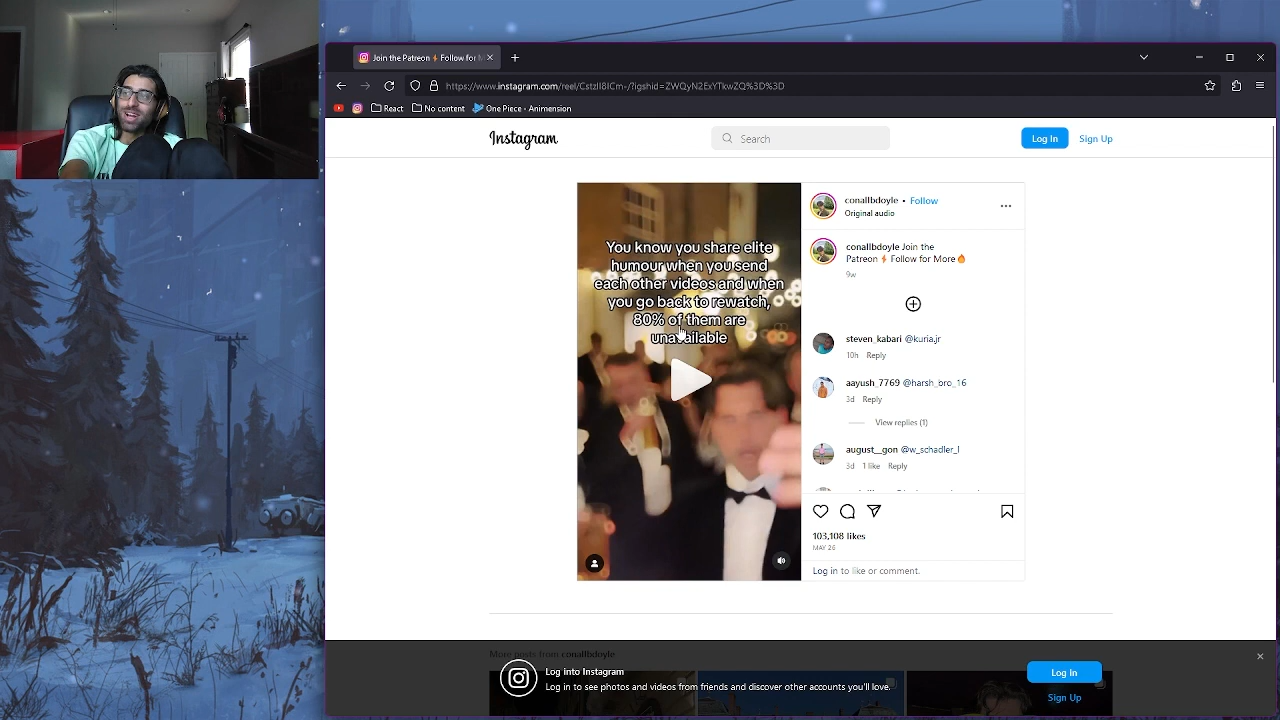 Join the Patreon⚡Follow for M
https://www.instagram.com/reel/CstzlI8ICm-/?igshid=ZWQyN2ExYTkwZQ%3D%3D
React
No content
One Piece - Animension
Instagram
Search
Log In
Sign Up
You know you share elite
humour when you send
each other videos and when
you go back to rewatch,
80% of them are
unavailable
conallbdoyle • Follow
Original audio
conallbdoyle Join the
Patreon⚡Follow for More🔥
9w
steven_kabari @kuria.jr
10h Reply
aayush_7769 @harsh_bro_16
3d Reply
View replies (1)
august__gon @w_schadler_l
3d 1 like Reply
103,108 likes
MAY 26
Log in to like or comment.
More posts from conallbdoyle
Log into Instagram
Log in to see photos and videos from friends and discover other accounts you'll love.
Log In
Sign Up